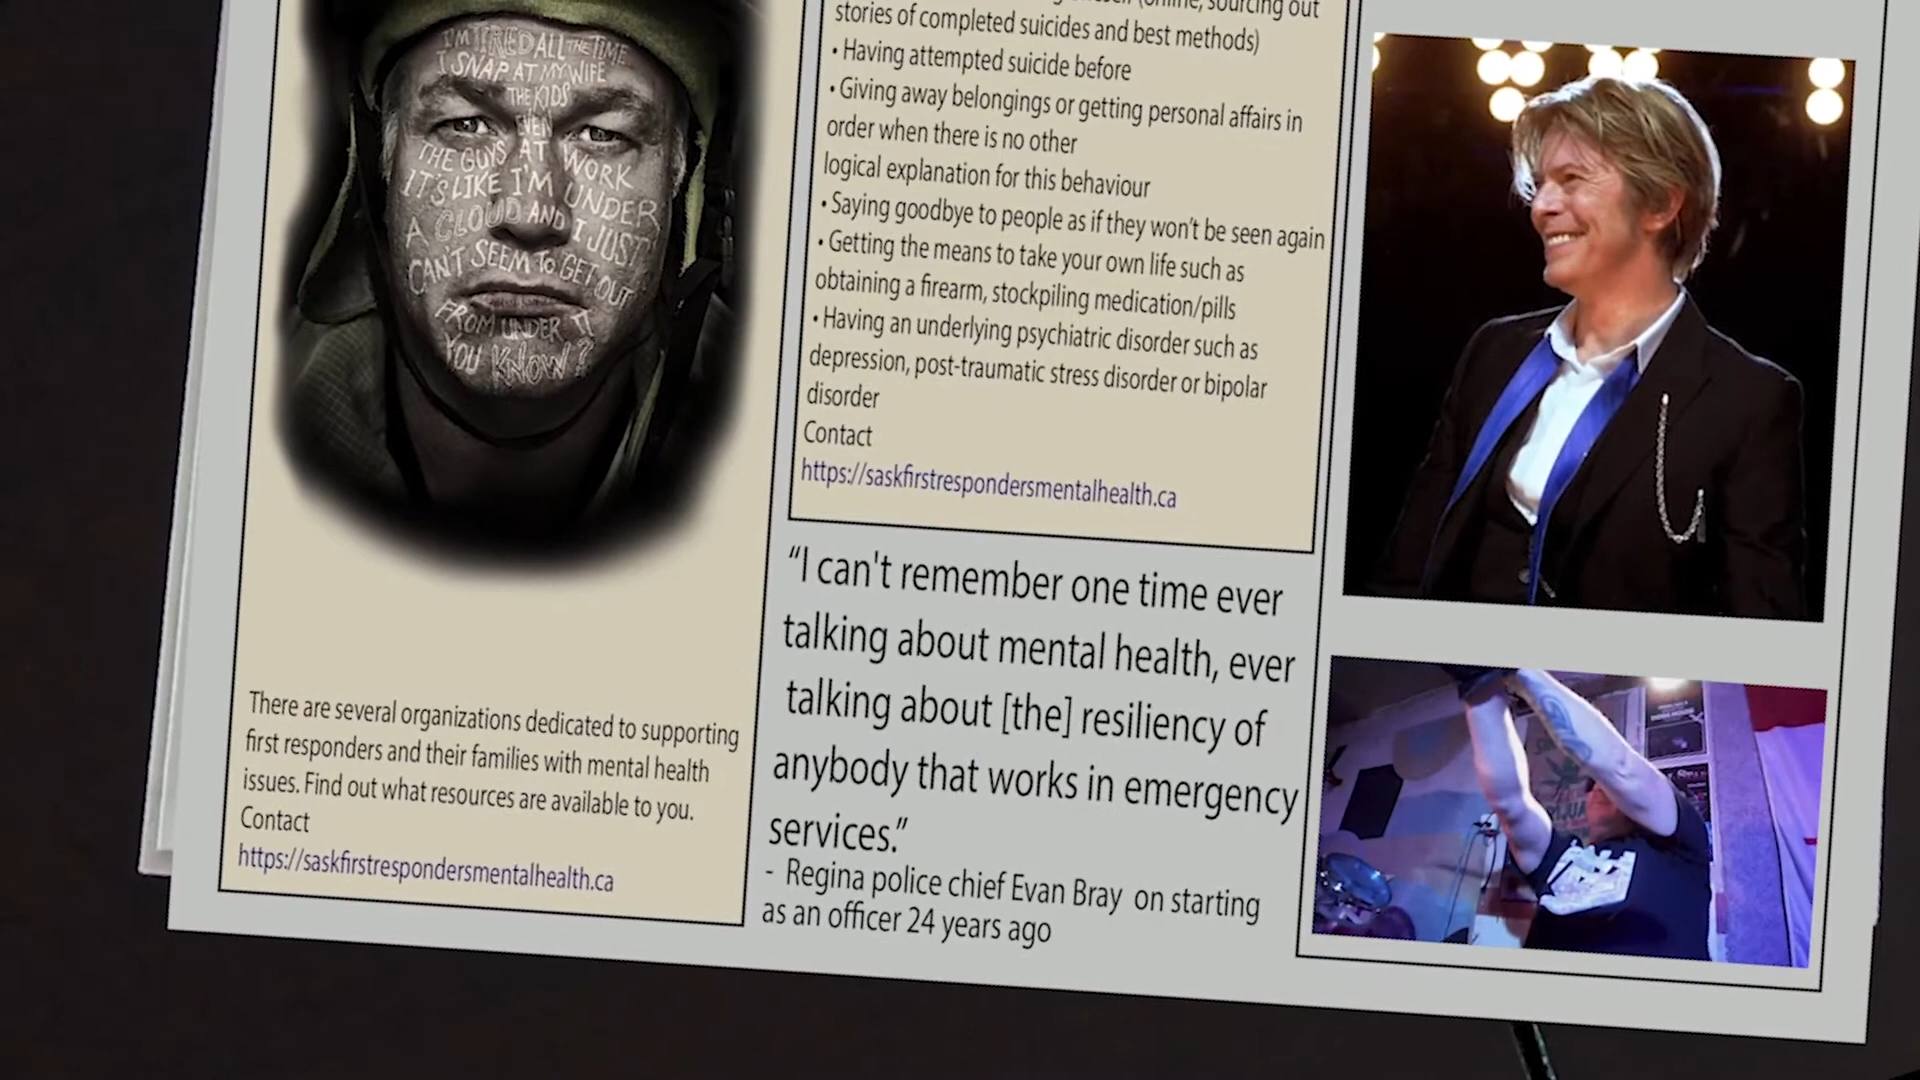 I'M TIRED ALL THE TIME
I SNAP AT MY WIFE
THE KIDS
EVEN
THE GUYS AT WORK
IT'S LIKE I'M UNDER
A CLOUD AND I JUST
CAN'T SEEM TO GET OUT
FROM UNDER IT
YOU KNOW?
There are several organizations dedicated to supporting
first responders and their families with mental health
issues. Find out what resources are available to you.
Contact
https://saskfirstrespondersmentalhealth.ca
(online, sourcing out
stories of completed suicides and best methods)
• Having attempted suicide before
• Giving away belongings or getting personal affairs in
order when there is no other
logical explanation for this behaviour
• Saying goodbye to people as if they won't be seen again
• Getting the means to take your own life such as
obtaining a firearm, stockpiling medication/pills
• Having an underlying psychiatric disorder such as
depression, post-traumatic stress disorder or bipolar
disorder
Contact
https://saskfirstrespondersmentalhealth.ca
“I can't remember one time ever
talking about mental health, ever
talking about [the] resiliency of
anybody that works in emergency
services.”
- Regina police chief Evan Bray on starting
as an officer 24 years ago